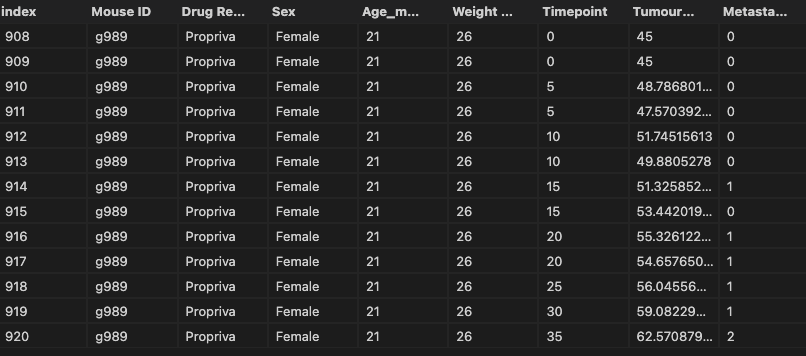 index Mouse ID Drug Re... Sex Age_m... Weight ... Timepoint Tumour... Metasta...
908 g989 Propriva Female 21 26 0 45 0
909 g989 Propriva Female 21 26 0 45 0
910 g989 Propriva Female 21 26 5 48.786801... 0
911 g989 Propriva Female 21 26 5 47.570392... 0
912 g989 Propriva Female 21 26 10 51.74515613 0
913 g989 Propriva Female 21 26 10 49.8805278 0
914 g989 Propriva Female 21 26 15 51.325852... 1
915 g989 Propriva Female 21 26 15 53.442019... 0
916 g989 Propriva Female 21 26 20 55.326122... 1
917 g989 Propriva Female 21 26 20 54.657650... 1
918 g989 Propriva Female 21 26 25 56.04556... 1
919 g989 Propriva Female 21 26 30 59.08229... 1
920 g989 Propriva Female 21 26 35 62.570879... 2